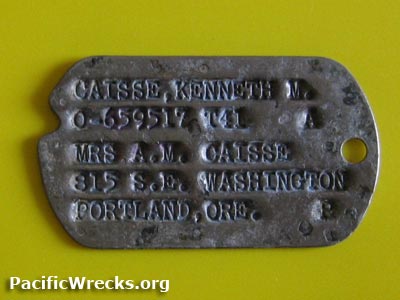 CAISSE, KENNETH M.
O-659517 T41 A
MRS A.M. CAISSE
815 S.E. WASHINGTON
PORTLAND, ORE. P
PacificWrecks.org